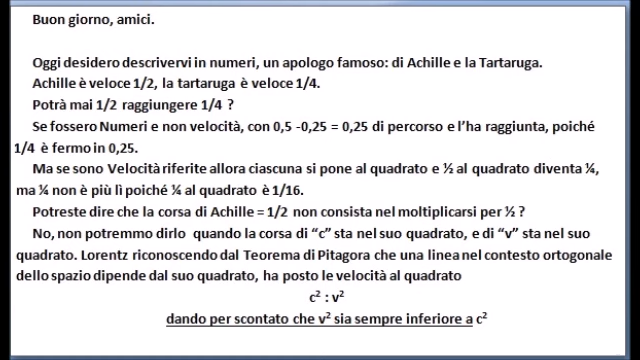 Buon giorno, amici.
Oggi desidero descrivervi in numeri, un apologo famoso: di Achille e la Tartaruga.
Achille è veloce 1/2, la tartaruga è veloce 1/4.
Potrà mai 1/2 raggiungere 1/4 ?
Se fossero Numeri e non velocità, con 0,5 -0,25 = 0,25 di percorso e l'ha raggiunta, poiché
1/4 è fermo in 0,25.
Ma se sono Velocità riferite allora ciascuna si pone al quadrato e ½ al quadrato diventa ¼,
ma ¼ non è più lì poiché ¼ al quadrato è 1/16.
Potreste dire che la corsa di Achille = 1/2 non consista nel moltiplicarsi per ½ ?
No, non potremmo dirlo quando la corsa di “c” sta nel suo quadrato, e di “v” sta nel suo
quadrato. Lorentz riconoscendo dal Teorema di Pitagora che una linea nel contesto ortogonale
dello spazio dipende dal suo quadrato, ha posto le velocità al quadrato
c² : v²
dando per scontato che v² sia sempre inferiore a c²